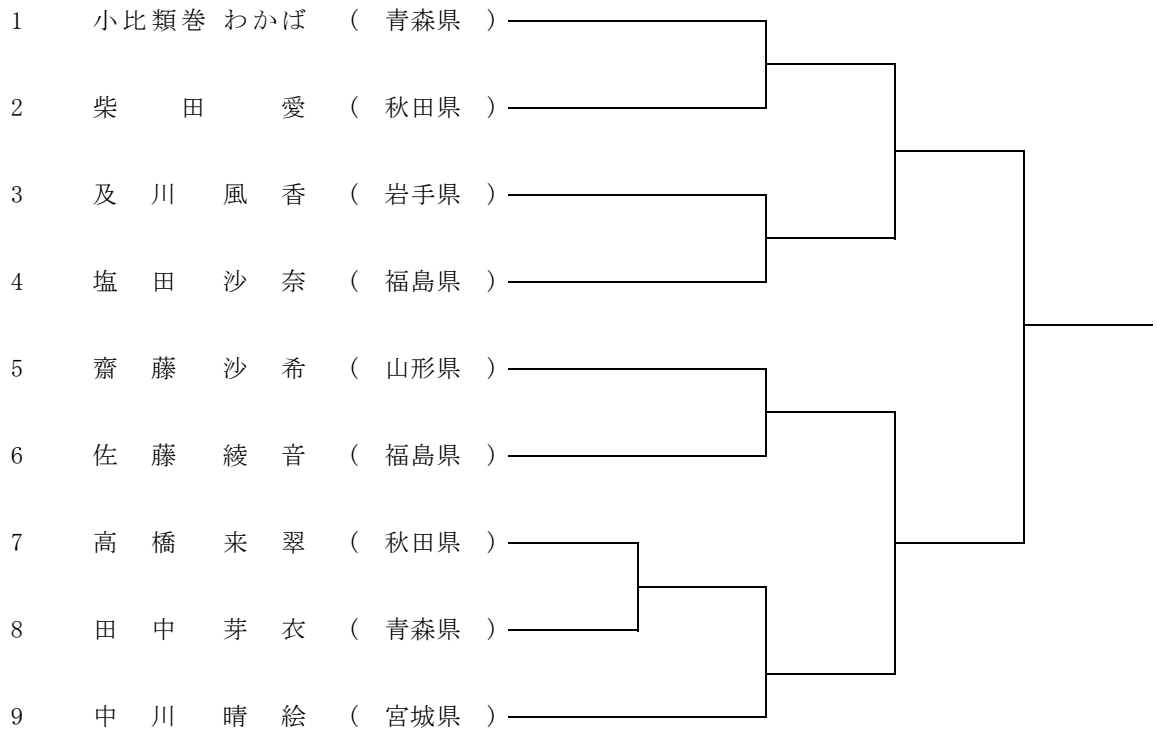 1 小比類巻 わかば ( 青森県 )
2 柴田 愛 ( 秋田県 )
3 及川 風香 ( 岩手県 )
4 塩田 沙奈 ( 福島県 )
5 齋藤 沙希 ( 山形県 )
6 佐藤 綾音 ( 福島県 )
7 高橋 来翠 ( 秋田県 )
8 田中 芽衣 ( 青森県 )
9 中川 晴絵 ( 宮城県 )